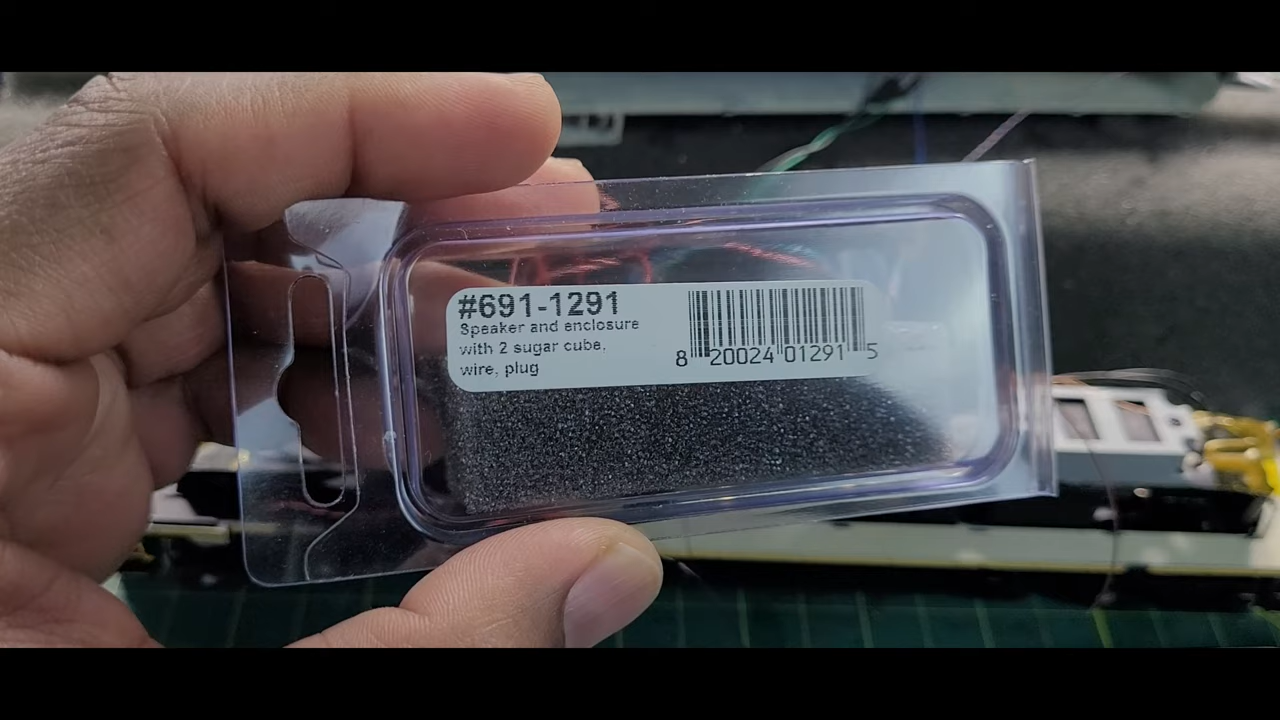 #691-1291
Speaker and enclosure
with 2 sugar cube,
wire, plug
8 20024 01291 5